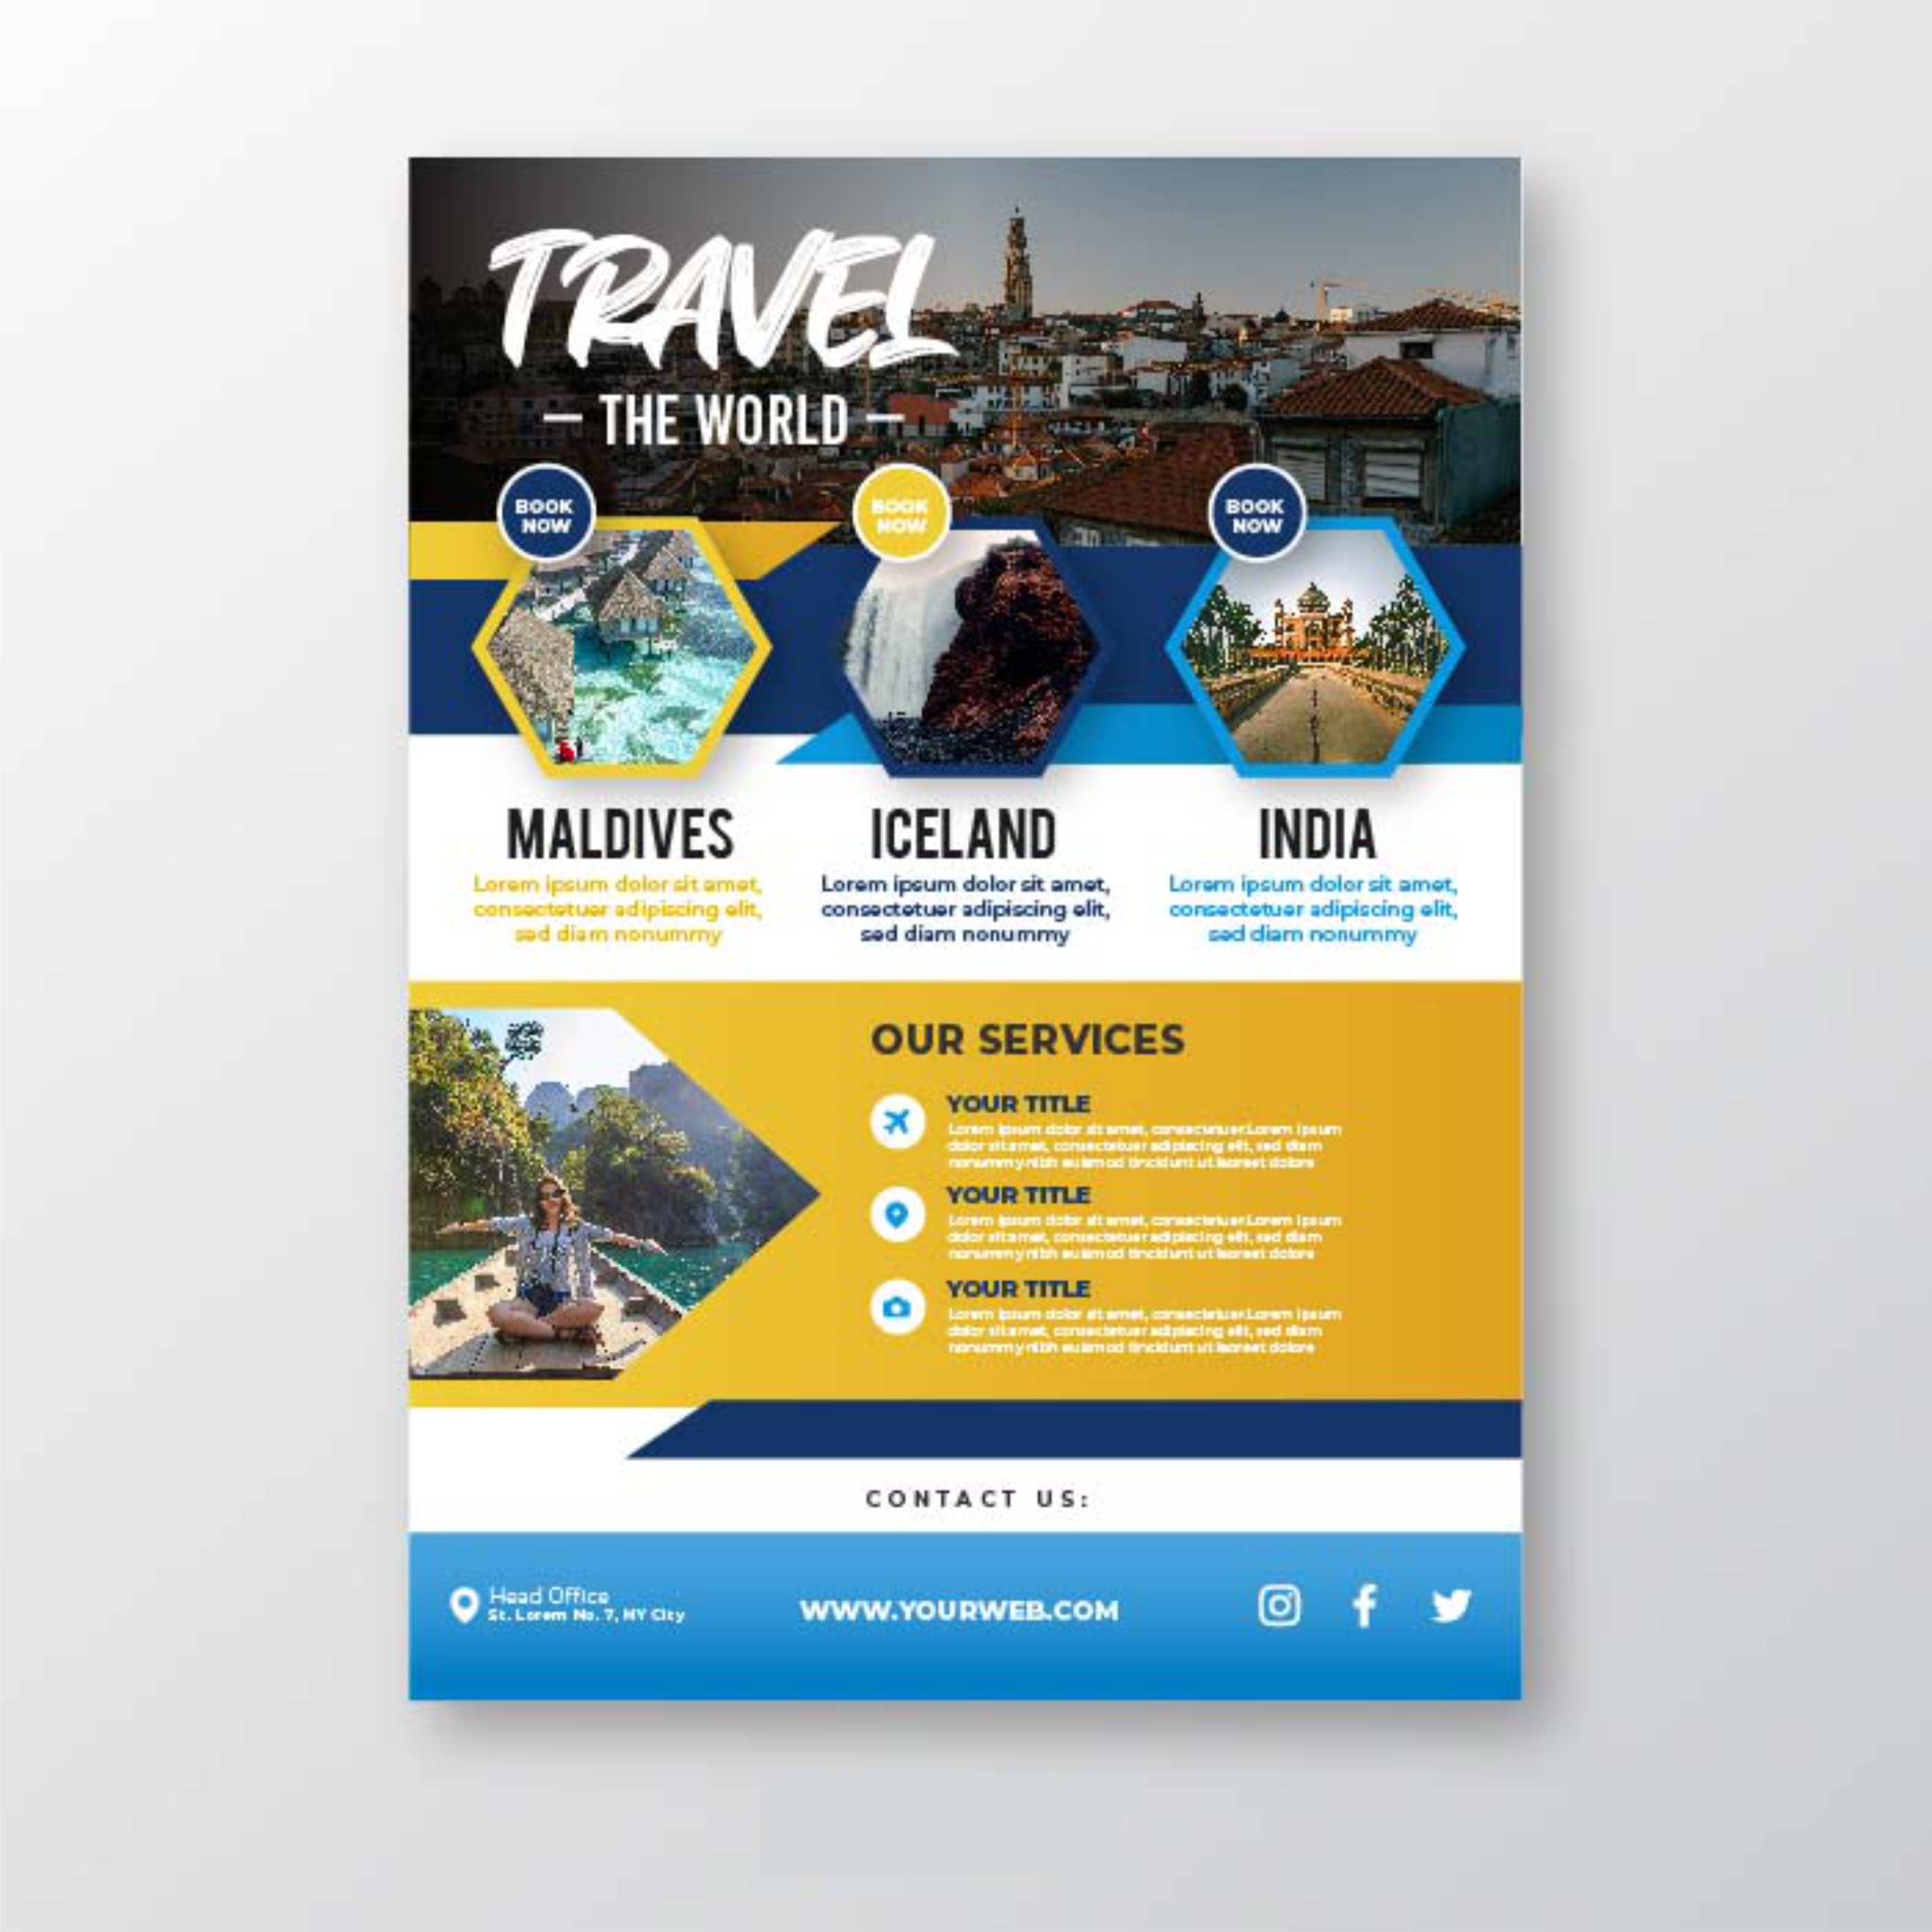 TRAVEL
— THE WORLD —
BOOK
NOW
BOOK
NOW
BOOK
NOW
MALDIVES
Lorem ipsum dolor sit amet,
consectetuer adipiscing elit,
sed diam nonummy
ICELAND
Lorem ipsum dolor sit amet,
consectetuer adipiscing elit,
sed diam nonummy
INDIA
Lorem ipsum dolor sit amet,
consectetuer adipiscing elit,
sed diam nonummy
OUR SERVICES
YOUR TITLE
Lorem ipsum dolor sit amet, consectetuer Lorem ipsum
dolor sit amet, consectetuer adipiscing elit, sed diam
nonummy nibh euismod tincidunt ut laoreet dolore
YOUR TITLE
Lorem ipsum dolor sit amet, consectetuer Lorem ipsum
dolor sit amet, consectetuer adipiscing elit, sed diam
nonummy nibh euismod tincidunt ut laoreet dolore
YOUR TITLE
Lorem ipsum dolor sit amet, consectetuer Lorem ipsum
dolor sit amet, consectetuer adipiscing elit, sed diam
nonummy nibh euismod tincidunt ut laoreet dolore
CONTACT US:
Head Office
St. Lorem No. 7, NY City
WWW.YOURWEB.COM